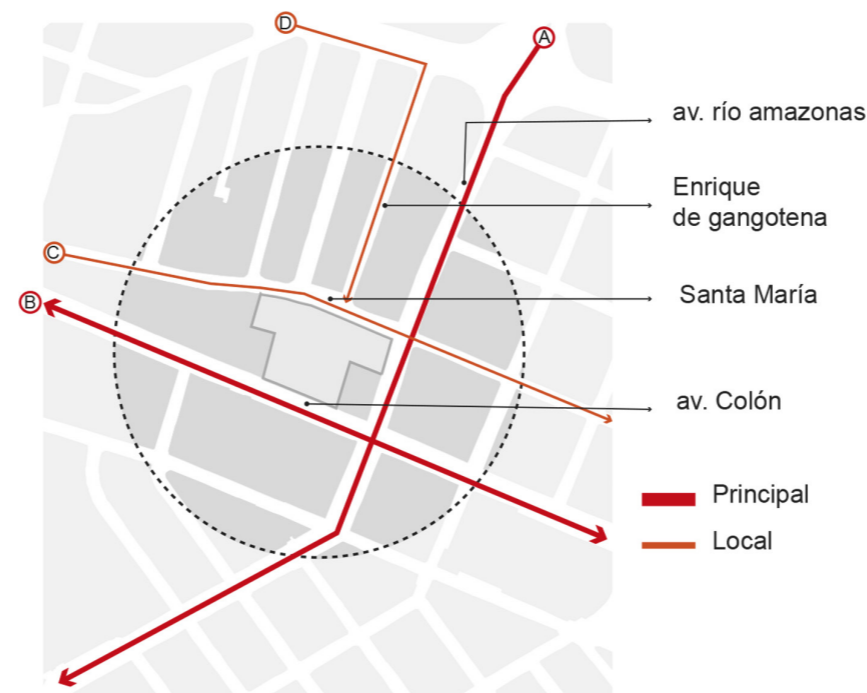 D
A
av. río amazonas
Enrique
de gangotena
C
Santa María
B
av. Colón
Principal
Local